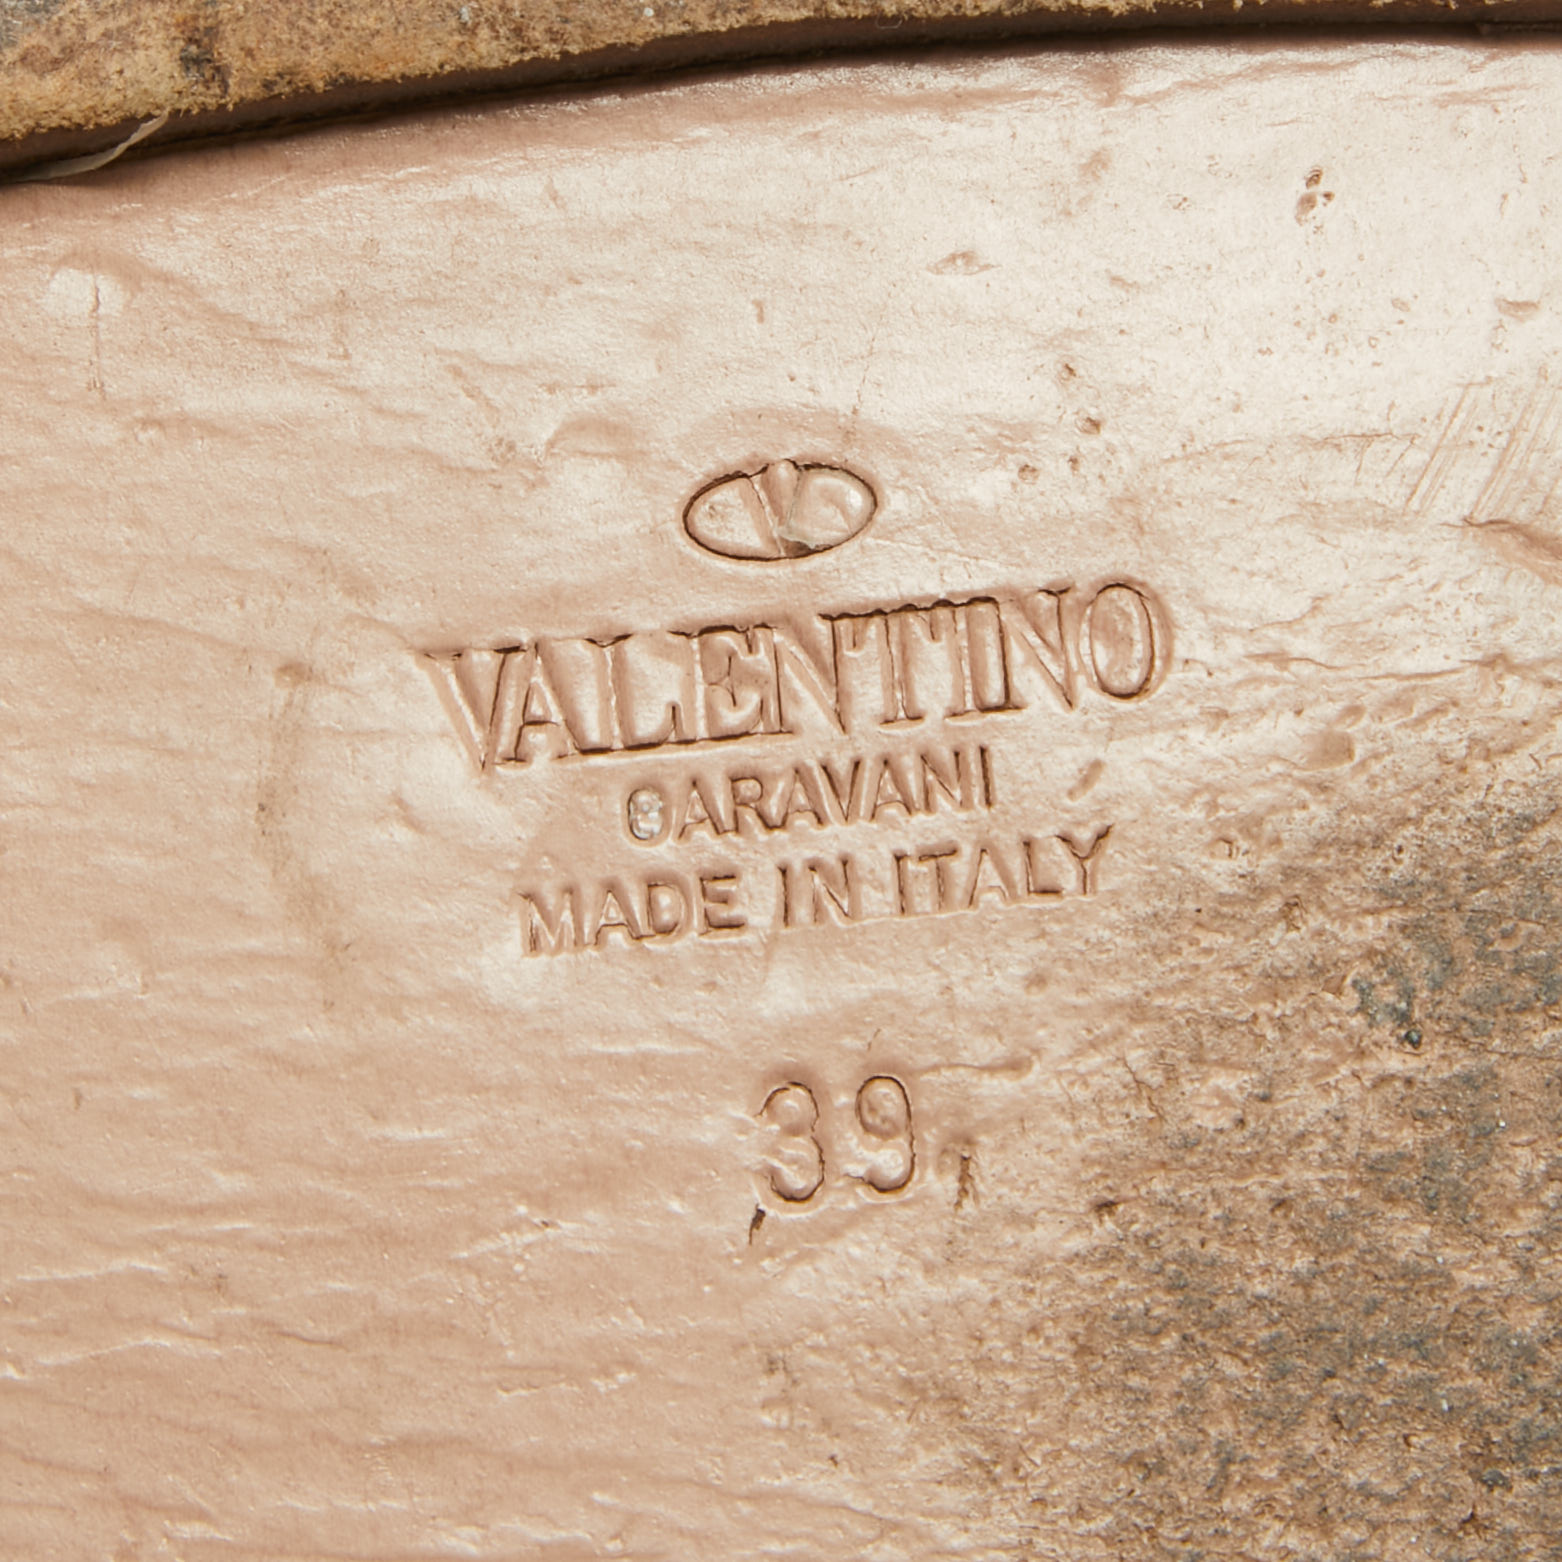 VALENTINO
GARAVANI
MADE IN ITALY
39